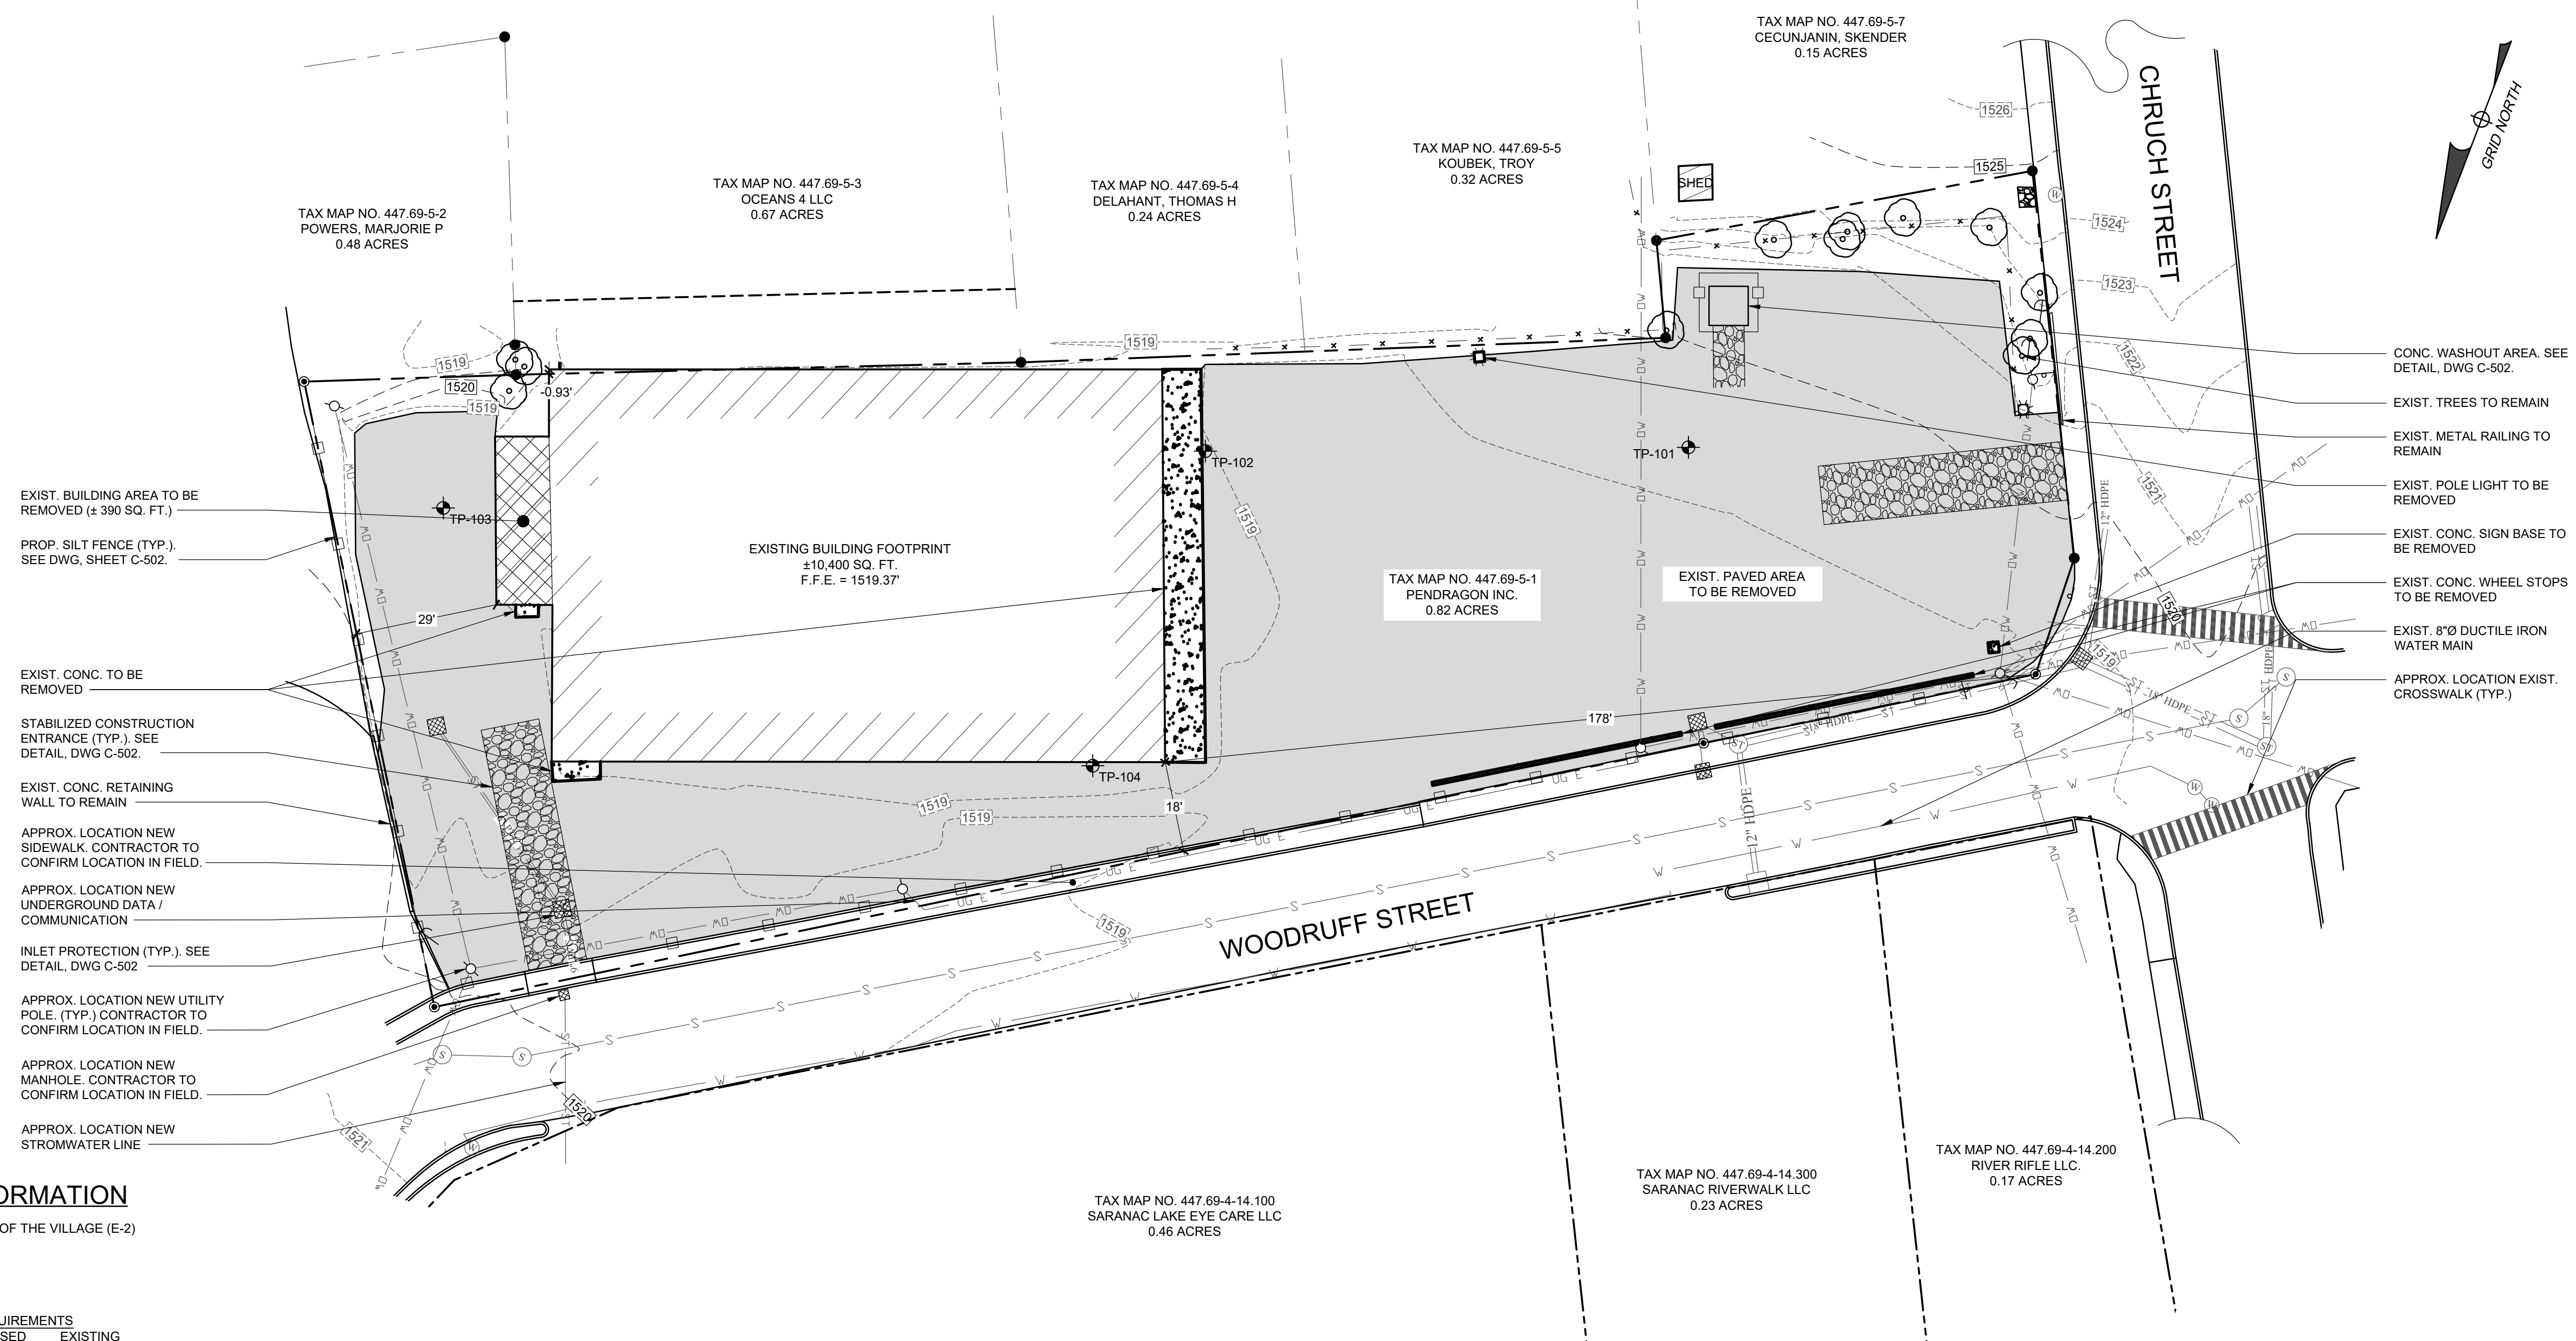 TAX MAP NO. 447.69-5-7
CECUNJANIN, SKENDER
0.15 ACRES
CHRUCH STREET
GRID NORTH
TAX MAP NO. 447.69-5-5
KOUBEK, TROY
0.32 ACRES
TAX MAP NO. 447.69-5-3
OCEANS 4 LLC
0.67 ACRES
TAX MAP NO. 447.69-5-4
DELAHANT, THOMAS H
0.24 ACRES
TAX MAP NO. 447.69-5-2
POWERS, MARJORIE P
0.48 ACRES
SHED
1526
1525
1524
1523
1522
1521
1520
1519
1519
1519
1520
1519
-0.93'
TP-102
TP-101
TP-103
TP-104
1519
EXISTING BUILDING FOOTPRINT
±10,400 SQ. FT.
F.F.E. = 1519.37'
TAX MAP NO. 447.69-5-1
PENDRAGON INC.
0.82 ACRES
EXIST. PAVED AREA
TO BE REMOVED
29'
178'
18'
1519
1519
1519
1520
1521
12" HDPE
18" HDPE
18" HDPE
12" HDPE
UG E
UG E
UG E
UG E
WOODRUFF STREET
EXIST. BUILDING AREA TO BE
REMOVED (± 390 SQ. FT.)
PROP. SILT FENCE (TYP.).
SEE DWG, SHEET C-502.
EXIST. CONC. TO BE
REMOVED
STABILIZED CONSTRUCTION
ENTRANCE (TYP.). SEE
DETAIL, DWG C-502.
EXIST. CONC. RETAINING
WALL TO REMAIN
APPROX. LOCATION NEW
SIDEWALK. CONTRACTOR TO
CONFIRM LOCATION IN FIELD.
APPROX. LOCATION NEW
UNDERGROUND DATA /
COMMUNICATION
INLET PROTECTION (TYP.). SEE
DETAIL, DWG C-502
APPROX. LOCATION NEW UTILITY
POLE. (TYP.) CONTRACTOR TO
CONFIRM LOCATION IN FIELD.
APPROX. LOCATION NEW
MANHOLE. CONTRACTOR TO
CONFIRM LOCATION IN FIELD.
APPROX. LOCATION NEW
STROMWATER LINE
CONC. WASHOUT AREA. SEE
DETAIL, DWG C-502.
EXIST. TREES TO REMAIN
EXIST. METAL RAILING TO
REMAIN
EXIST. POLE LIGHT TO BE
REMOVED
EXIST. CONC. SIGN BASE TO
BE REMOVED
EXIST. CONC. WHEEL STOPS
TO BE REMOVED
EXIST. 8"Ø DUCTILE IRON
WATER MAIN
APPROX. LOCATION EXIST.
CROSSWALK (TYP.)
TAX MAP NO. 447.69-4-14.100
SARANAC LAKE EYE CARE LLC
0.46 ACRES
TAX MAP NO. 447.69-4-14.300
SARANAC RIVERWALK LLC
0.23 ACRES
TAX MAP NO. 447.69-4-14.200
RIVER RIFLE LLC.
0.17 ACRES
ORMATION
OF THE VILLAGE (E-2)
UIREMENTS
SED EXISTING